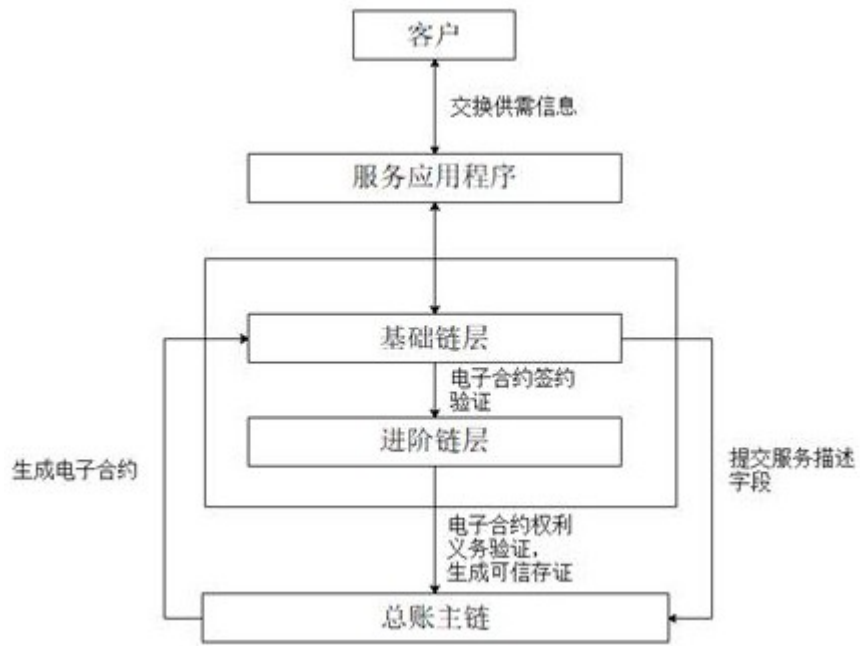 客户
交换供需信息
服务应用程序
基础链层
电子合约签约
验证
进阶链层
生成电子合约
提交服务描述
字段
电子合约权利
义务验证，
生成可信存证
总账主链